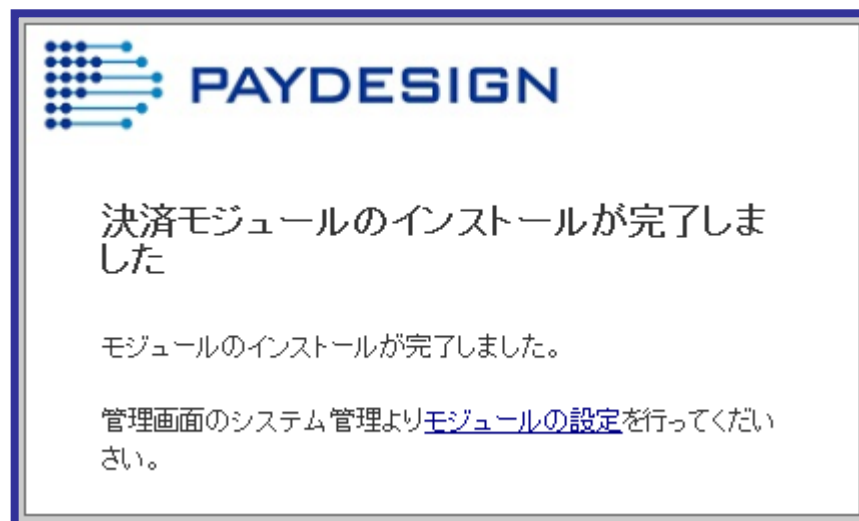 PAYDESIGN
決済モジュールのインストールが完了しま
した
モジュールのインストールが完了しました。
管理画面のシステム管理よりモジュールの設定を行ってくだい
さい。